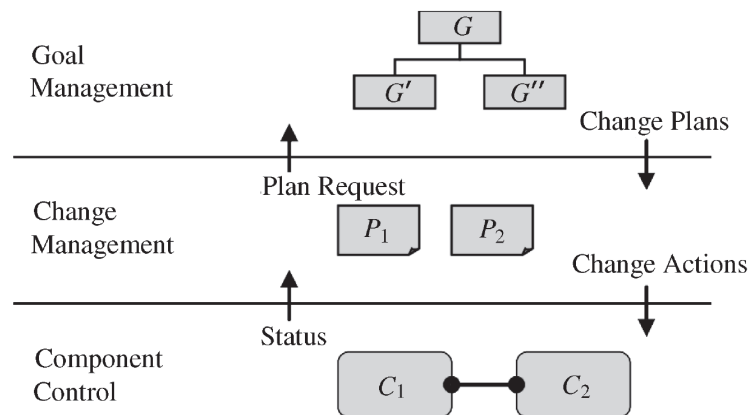 G
Goal
Management
G′ G″
Change Plans
Plan Request
Change
Management
P1 P2
Change Actions
Status
Component
Control
C1 C2